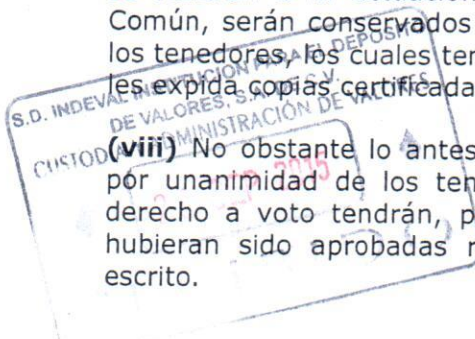 Común, serán conservados
los tenedores, los cuales ten
les expida copias certificada
(viii) No obstante lo antes
por unanimidad de los ten
derecho a voto tendrán, p
hubieran sido aprobadas
escrito.
S.D. INDEVAL INSTITUCIÓN PARA EL DEPÓSITO
DE VALORES, S.A. DE C.V.
ADMINISTRACIÓN DE VALORES